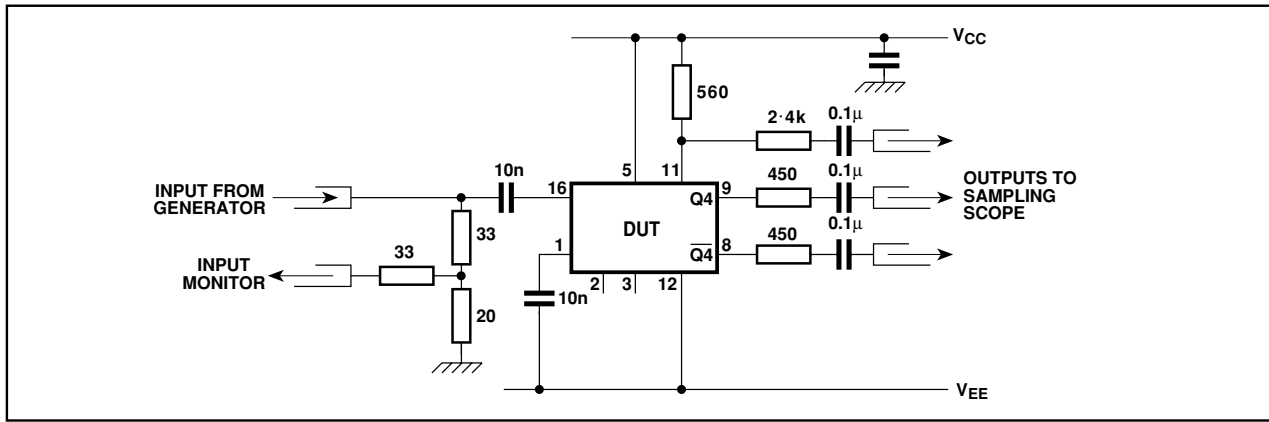 VCC
560
2·4k
0.1μ
10n
5
11
450
0.1μ
INPUT FROM
GENERATOR
16
9
Q4
OUTPUTS TO
SAMPLING
SCOPE
DUT
33
450
0.1μ
33
1
Q4
8
INPUT
MONITOR
2
3
12
10n
20
VEE